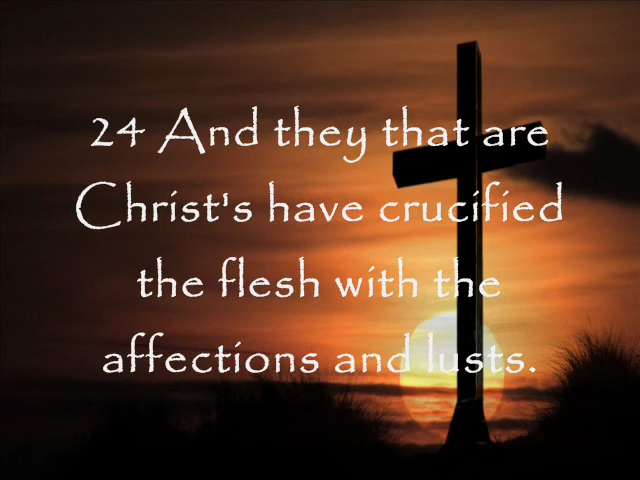 24 And they that are
Christ's have crucified
the flesh with the
affections and lusts.